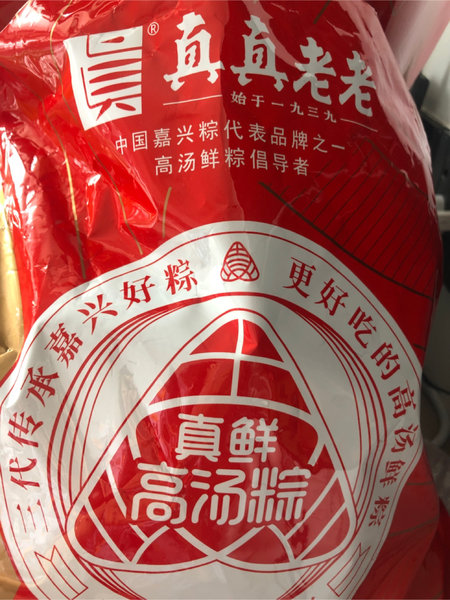 真
®
真真老老
始于一九三九
中国嘉兴粽代表品牌之一
高汤鲜粽倡导者
三代传承嘉兴好粽
更好吃的高汤鲜粽
真鲜
高汤粽